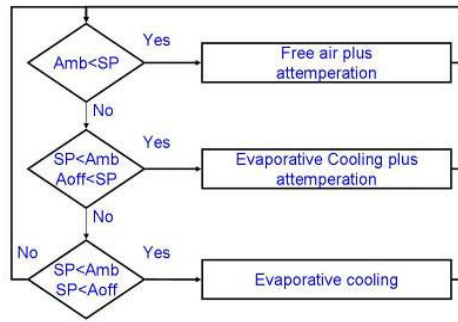 Yes
Amb<SP
Free air plus
attemperation
No
Yes
SP<Amb
Aoff<SP
Evaporative Cooling plus
attemperation
No
No
Yes
SP<Amb
SP<Aoff
Evaporative cooling